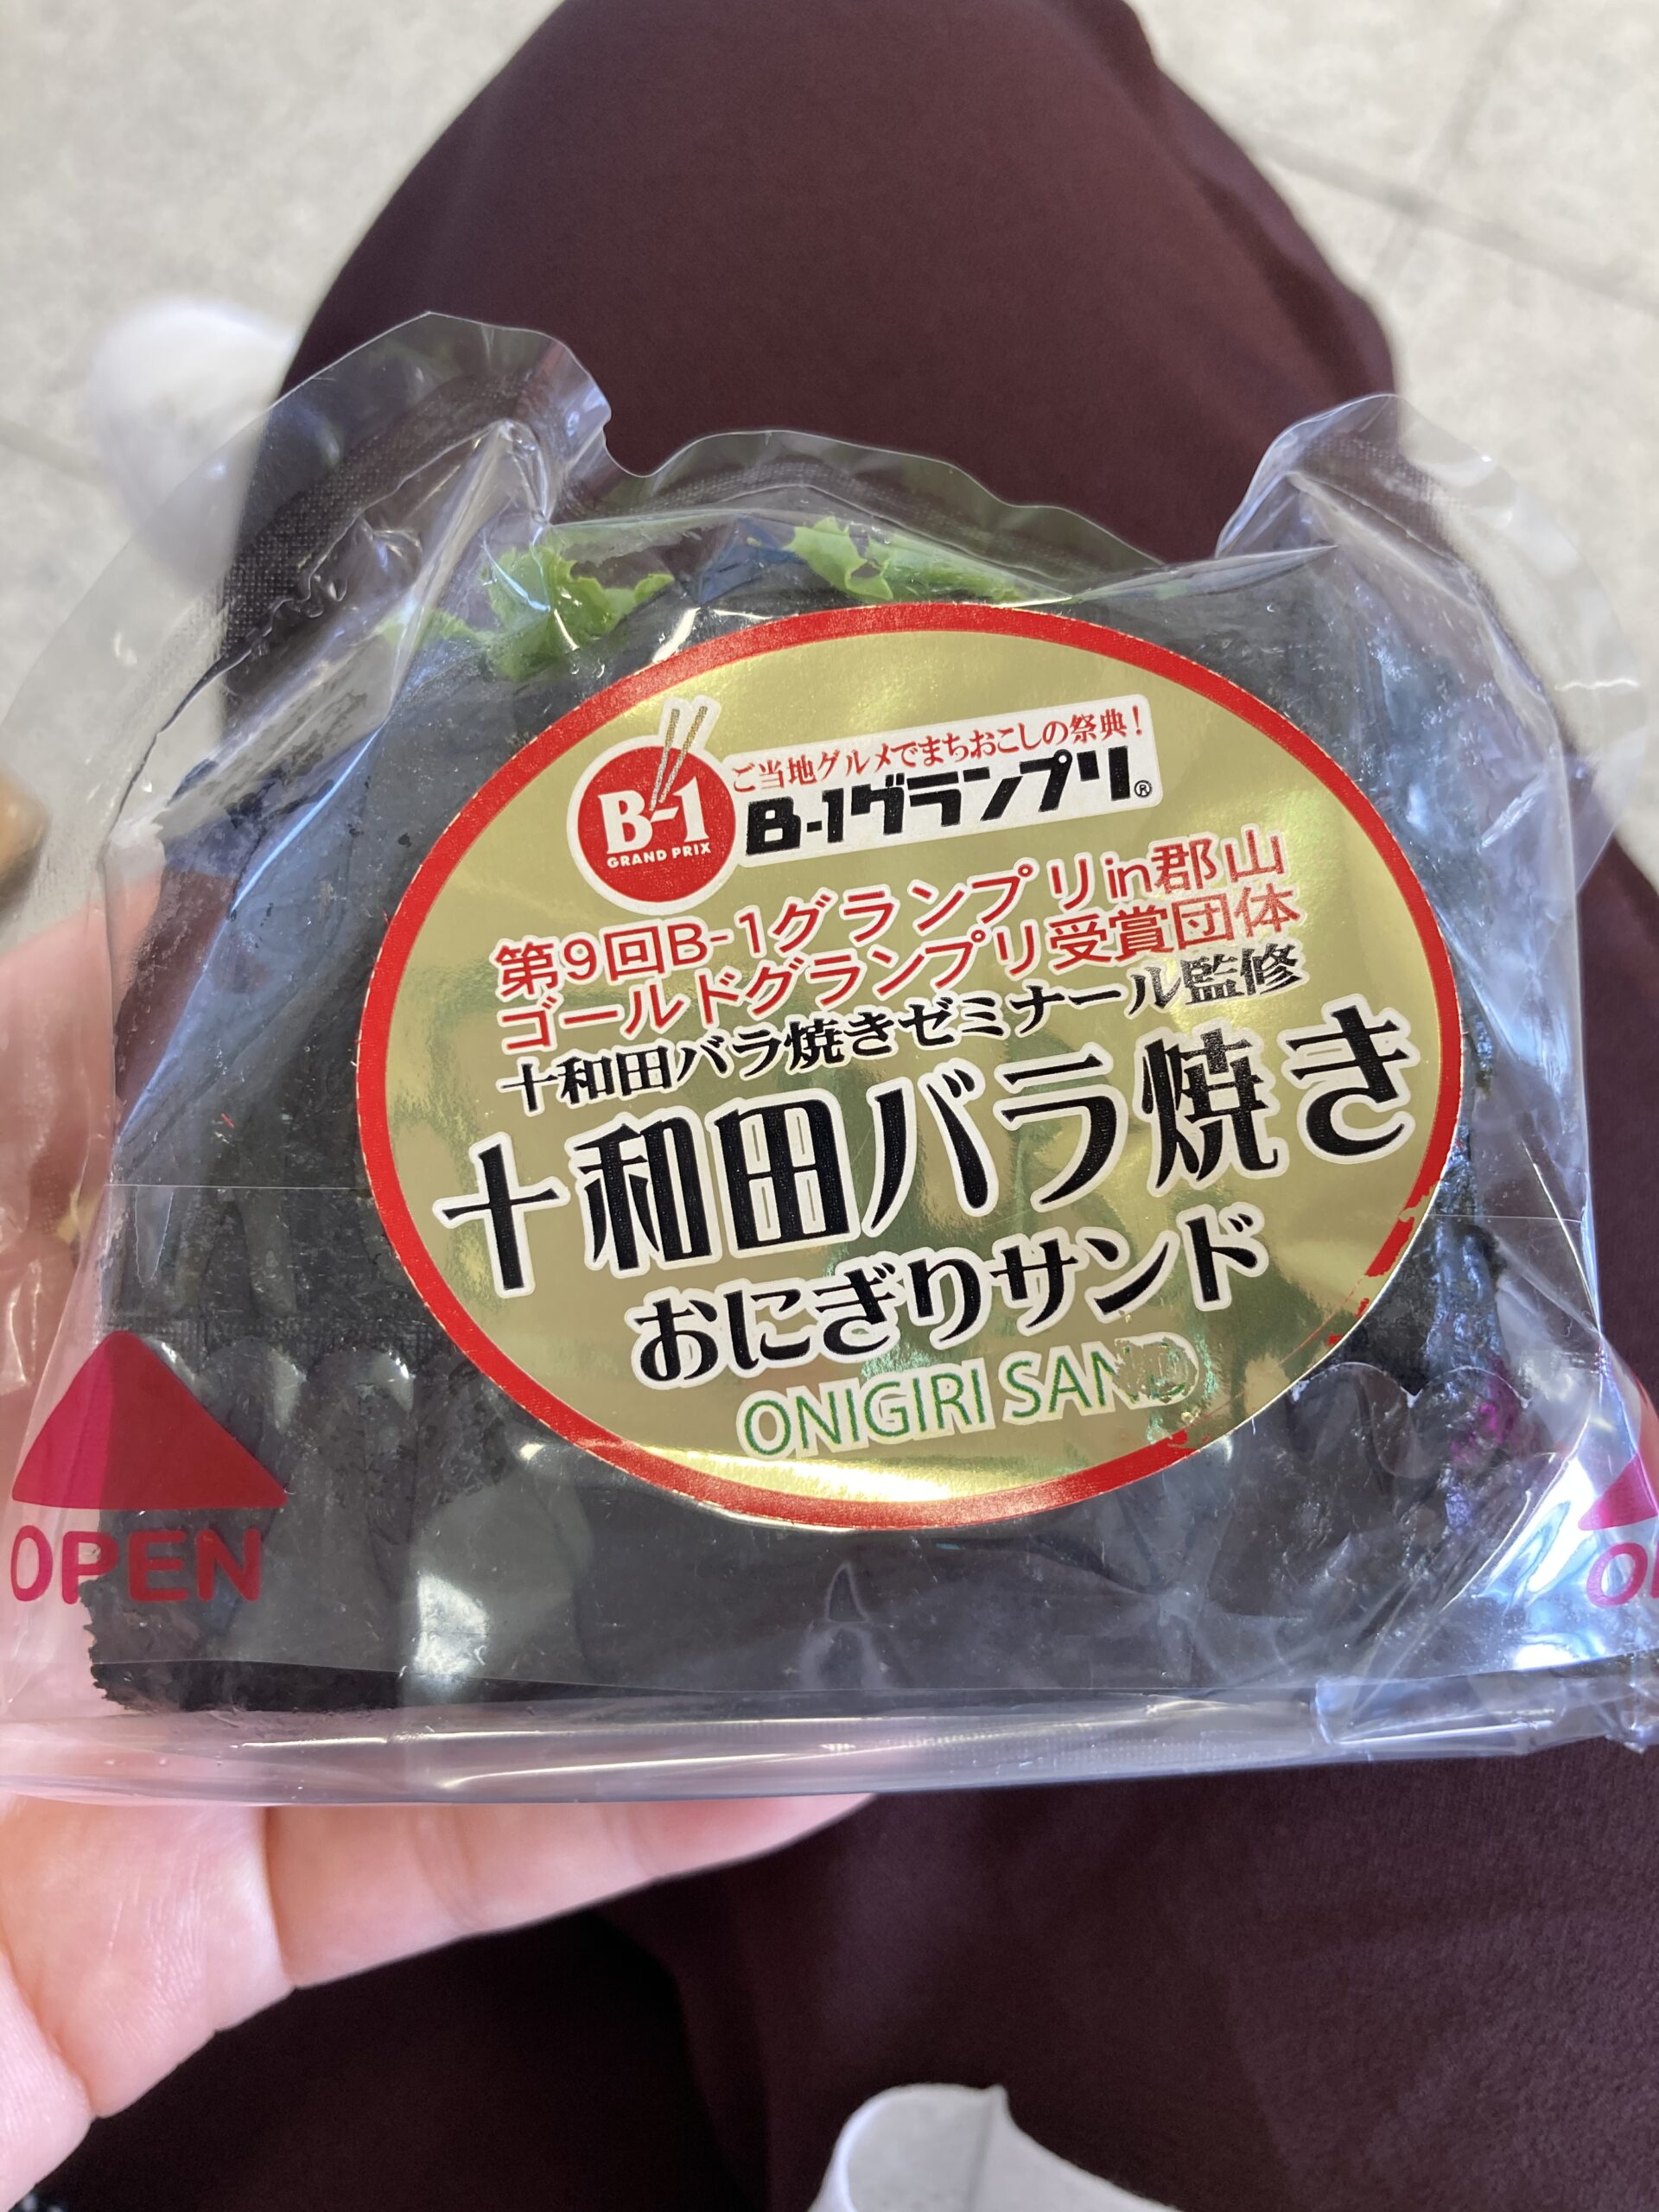 B-1
GRAND PRIX
ご当地グルメでまちおこしの祭典!
B-1グランプリ®
第9回B-1グランプリin郡山
ゴールドグランプリ受賞団体
十和田バラ焼きゼミナール監修
十和田バラ焼き
おにぎりサンド
ONIGIRI SAND
OPEN